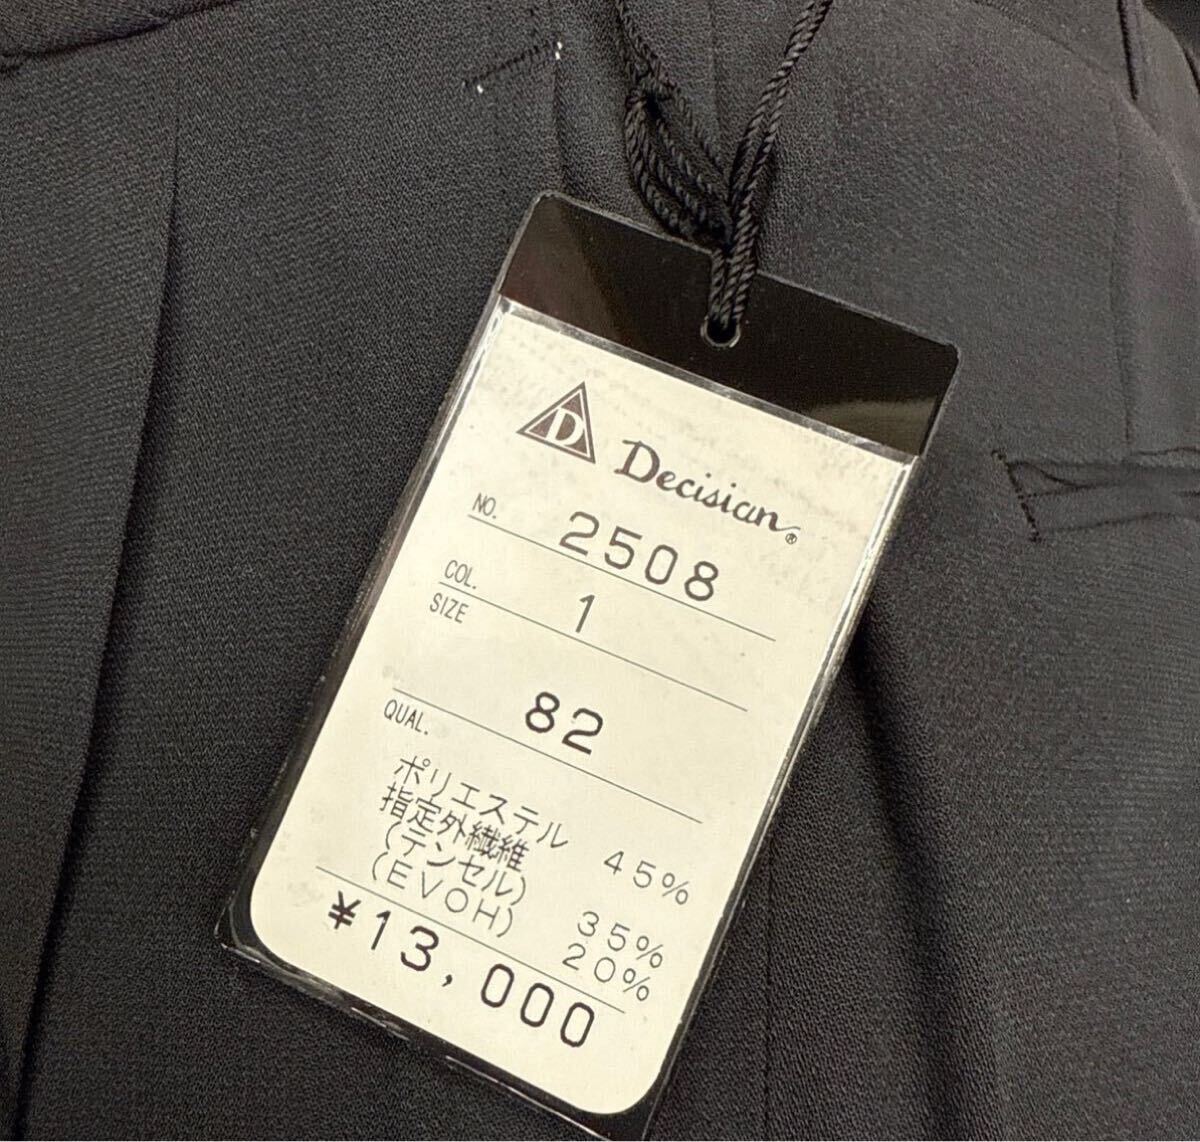 D Decisian®
NO. 2508
COL. 1
SIZE
82
QUAL.
ポリエステル 45%
指定外繊維
(テンセル) 35%
(EVOH) 20%
¥13,000